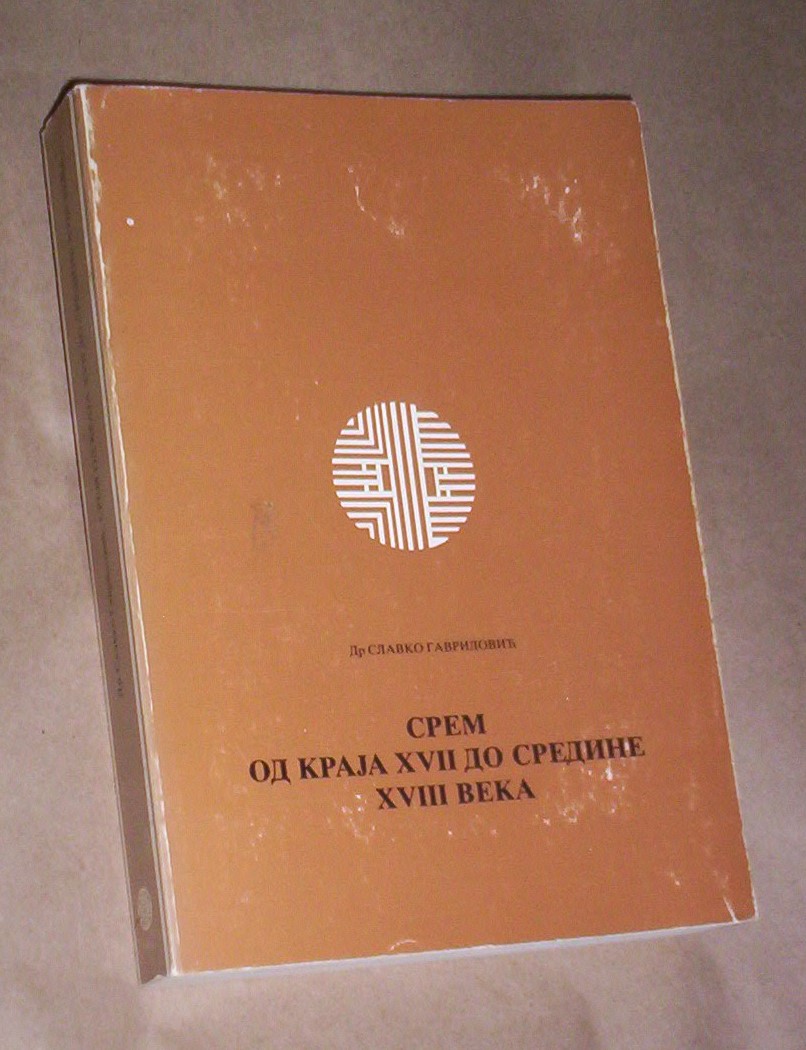 Др СЛАВКО ГАВРИЛОВИЋ
СРЕМ
ОД КРАЈА XVII ДО СРЕДИНЕ
XVIII ВЕКА